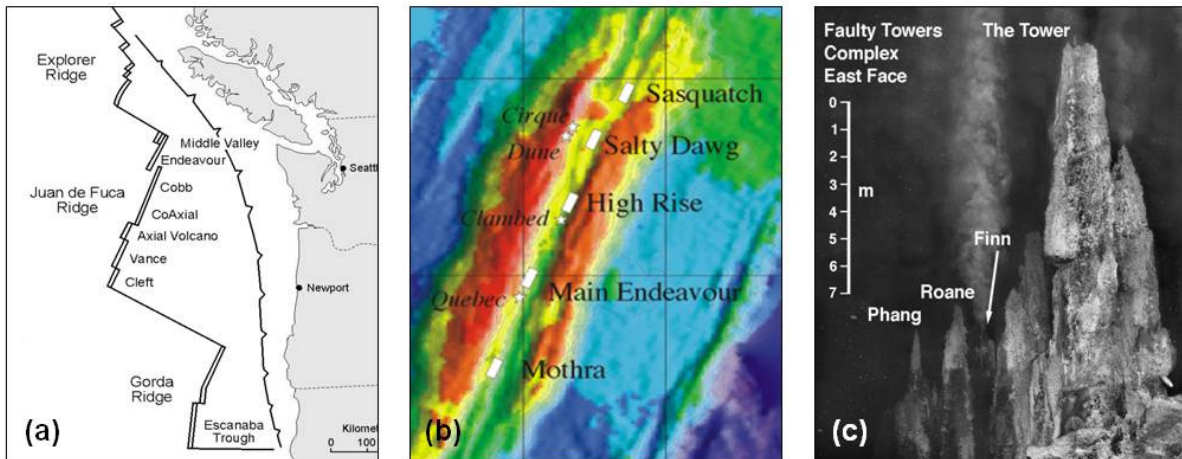 Explorer
Ridge
Middle Valley
Endeavour
Juan de Fuca
Ridge
Cobb
CoAxial
Axial Volcano
Vance
Cleft
Seattl
Newport
Gorda
Ridge
Escanaba
Trough
Kilomet
100
(a)
Cirque
Dune
Sasquatch
Salty Dawg
High Rise
Clambed
Main Endeavour
Quebec
Mothra
(b)
Faulty Towers
Complex
East Face
The Tower
0
1
2
3
4
5
6
7
m
Finn
Roane
Phang
(c)